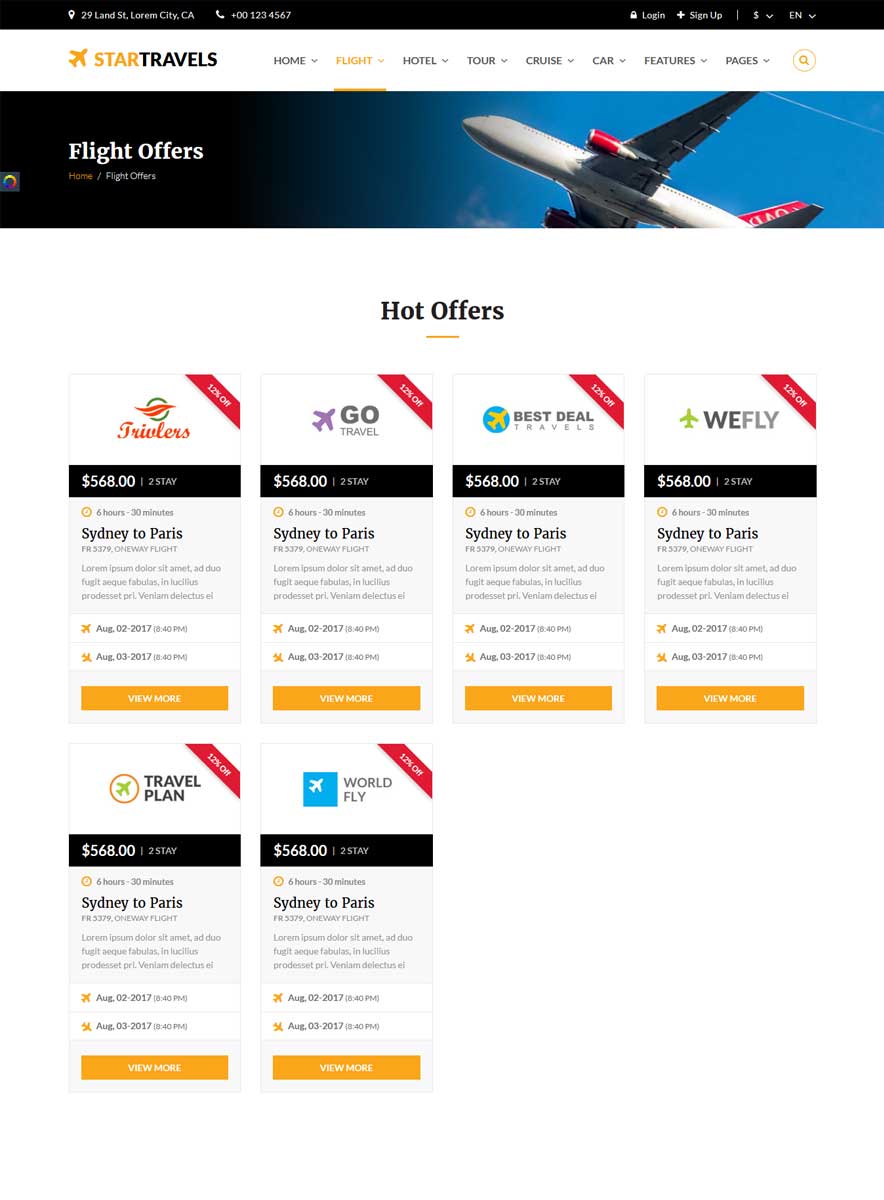 29 Land St, Lorem City, CA +00 123 4567 Login Sign Up | $ EN
STARTRAVELS HOME FLIGHT HOTEL TOUR CRUISE CAR FEATURES PAGES
Flight Offers
Home / Flight Offers
Hot Offers
12% Off
Trivlers
$568.00 | 2 STAY
6 hours - 30 minutes
Sydney to Paris
FR 5379, ONEWAY FLIGHT
Lorem ipsum dolor sit amet, ad duo
fugit aeque fabulas, in lucilius
prodesset pri. Veniam delectus ei
Aug, 02-2017 (8:40 PM)
Aug, 03-2017 (8:40 PM)
VIEW MORE
12% Off
GO
TRAVEL
$568.00 | 2 STAY
6 hours - 30 minutes
Sydney to Paris
FR 5379, ONEWAY FLIGHT
Lorem ipsum dolor sit amet, ad duo
fugit aeque fabulas, in lucilius
prodesset pri. Veniam delectus ei
Aug, 02-2017 (8:40 PM)
Aug, 03-2017 (8:40 PM)
VIEW MORE
12% Off
BEST DEAL
TRAVELS
$568.00 | 2 STAY
6 hours - 30 minutes
Sydney to Paris
FR 5379, ONEWAY FLIGHT
Lorem ipsum dolor sit amet, ad duo
fugit aeque fabulas, in lucilius
prodesset pri. Veniam delectus ei
Aug, 02-2017 (8:40 PM)
Aug, 03-2017 (8:40 PM)
VIEW MORE
12% Off
WEFLY
$568.00 | 2 STAY
6 hours - 30 minutes
Sydney to Paris
FR 5379, ONEWAY FLIGHT
Lorem ipsum dolor sit amet, ad duo
fugit aeque fabulas, in lucilius
prodesset pri. Veniam delectus ei
Aug, 02-2017 (8:40 PM)
Aug, 03-2017 (8:40 PM)
VIEW MORE
12% Off
TRAVEL
PLAN
$568.00 | 2 STAY
6 hours - 30 minutes
Sydney to Paris
FR 5379, ONEWAY FLIGHT
Lorem ipsum dolor sit amet, ad duo
fugit aeque fabulas, in lucilius
prodesset pri. Veniam delectus ei
Aug, 02-2017 (8:40 PM)
Aug, 03-2017 (8:40 PM)
VIEW MORE
12% Off
WORLD
FLY
$568.00 | 2 STAY
6 hours - 30 minutes
Sydney to Paris
FR 5379, ONEWAY FLIGHT
Lorem ipsum dolor sit amet, ad duo
fugit aeque fabulas, in lucilius
prodesset pri. Veniam delectus ei
Aug, 02-2017 (8:40 PM)
Aug, 03-2017 (8:40 PM)
VIEW MORE